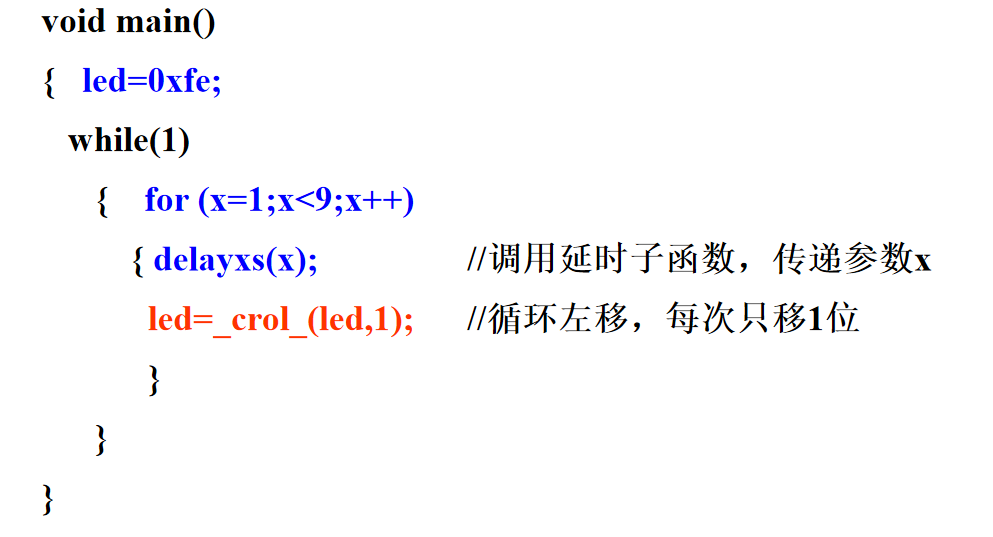 void main()
{ led=0xfe;
while(1)
{ for (x=1;x<9;x++)
{ delayxs(x); //调用延时子函数，传递参数x
led=_crol_(led,1); //循环左移，每次只移1位
}
}
}